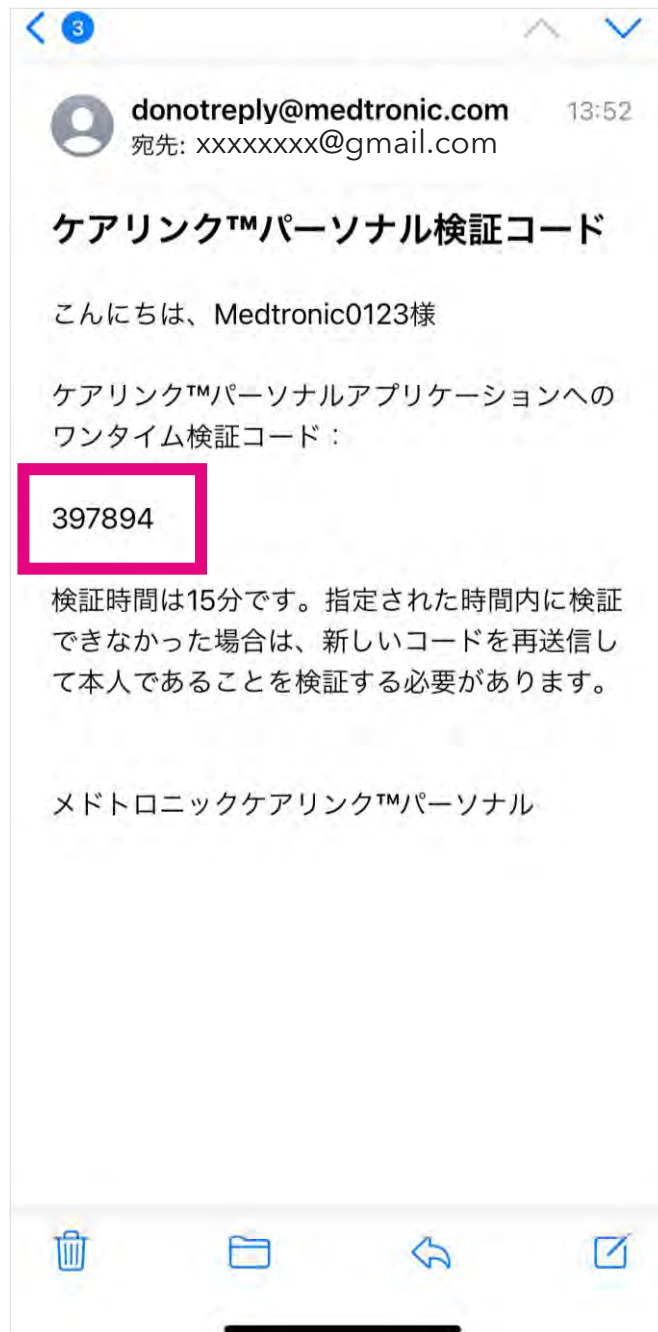 3
donotreply@medtronic.com 13:52
宛先: xxxxxxxx@gmail.com
ケアリンク™パーソナル検証コード
こんにちは、Medtronic0123様
ケアリンク™パーソナルアプリケーションへの
ワンタイム検証コード：
397894
検証時間は15分です。指定された時間内に検証
できなかった場合は、新しいコードを再送信し
て本人であることを検証する必要があります。
メドトロニックケアリンク™パーソナル